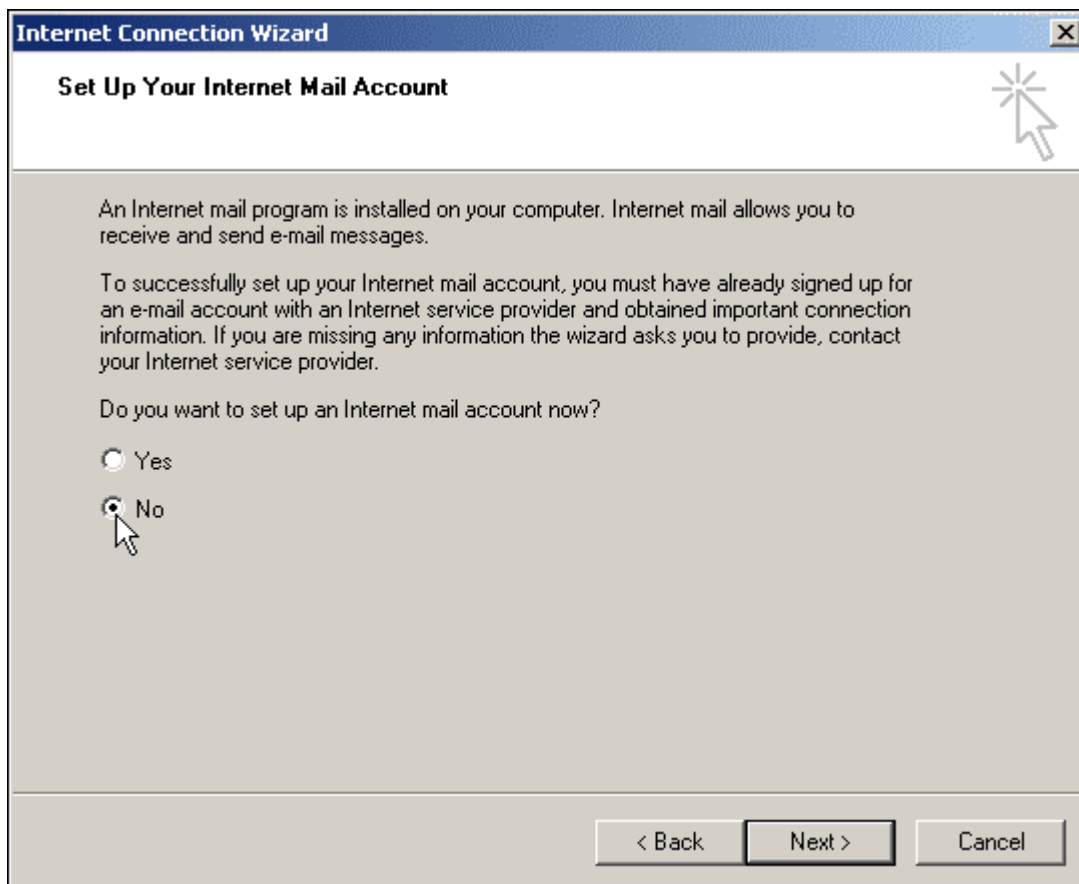 Internet Connection Wizard
Set Up Your Internet Mail Account
An Internet mail program is installed on your computer. Internet mail allows you to
receive and send e-mail messages.
To successfully set up your Internet mail account, you must have already signed up for
an e-mail account with an Internet service provider and obtained important connection
information. If you are missing any information the wizard asks you to provide, contact
your Internet service provider.
Do you want to set up an Internet mail account now?
Yes
No
< Back Next > Cancel